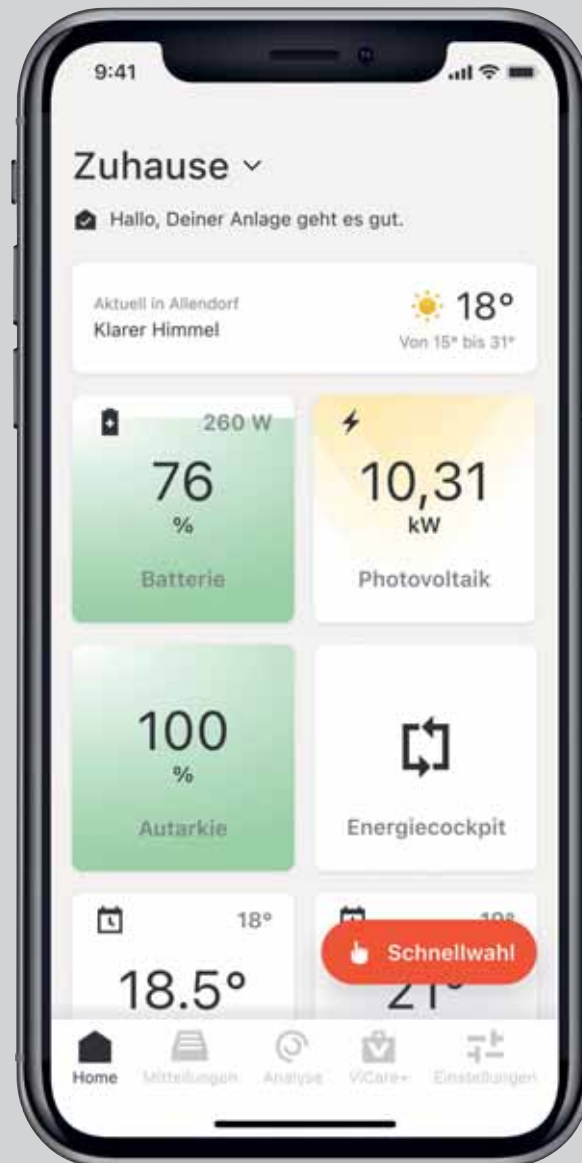 9:41
Zuhause
Hallo, Deiner Anlage geht es gut.
Aktuell in Allendorf
Klarer Himmel
18°
Von 15° bis 31°
260 W
76
%
Batterie
10,31
kW
Photovoltaik
100
%
Autarkie
Energiecockpit
18°
18.5°
19°
21°
Schnellwahl
Home
Mitteilungen
Analyse
ViCare+
Einstellungen